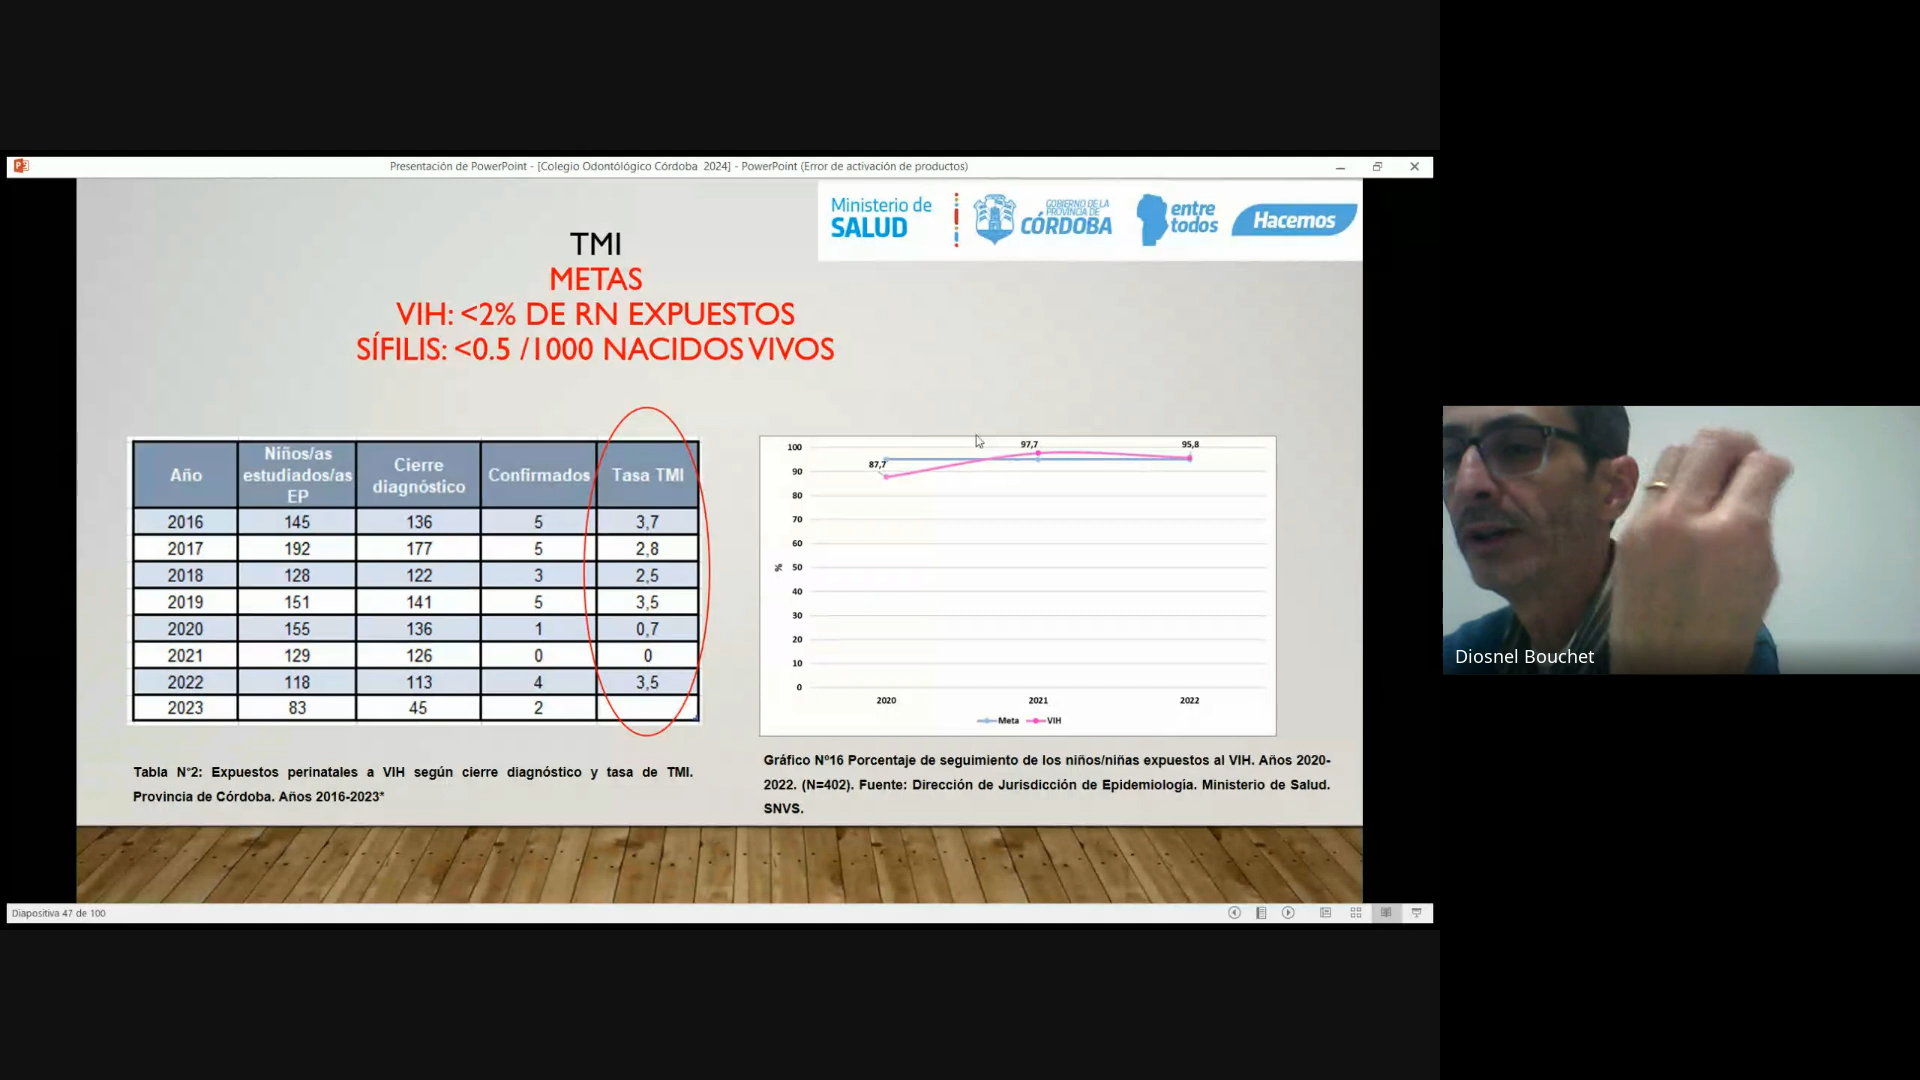 Presentación de PowerPoint - [Colegio Odontólógico Córdoba 2024] - PowerPoint (Error de activación de productos)
Ministerio de
SALUD
GOBIERNO DE LA
PROVINCIA DE
CÓRDOBA
entre
todos
Hacemos
TMI
METAS
VIH: <2% DE RN EXPUESTOS
SÍFILIS: <0.5 /1000 NACIDOS VIVOS
Año Niños/as estudiados/as EP Cierre diagnóstico Confirmados Tasa TMI
2016 145 136 5 3,7
2017 192 177 5 2,8
2018 128 122 3 2,5
2019 151 141 5 3,5
2020 155 136 1 0,7
2021 129 126 0 0
2022 118 113 4 3,5
2023 83 45 2
Tabla N°2: Expuestos perinatales a VIH según cierre diagnóstico y tasa de TMI.
Provincia de Córdoba. Años 2016-2023*
100
90
80
70
60
50
40
30
20
10
0
%
87,7
97,7
95,8
2020 2021 2022
Meta VIH
Gráfico Nº16 Porcentaje de seguimiento de los niños/niñas expuestos al VIH. Años 2020-
2022. (N=402). Fuente: Dirección de Jurisdicción de Epidemiología. Ministerio de Salud.
SNVS.
Diapositiva 47 de 100
Diosnel Bouchet